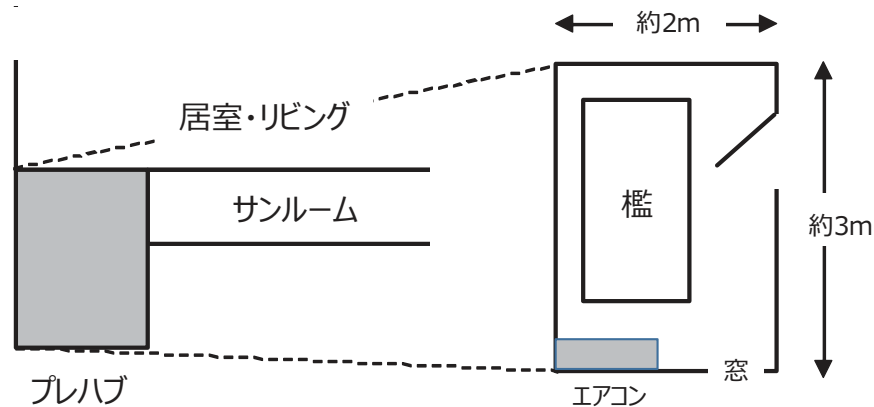 約2m
居室・リビング
サンルーム
檻
約3m
プレハブ
エアコン
窓